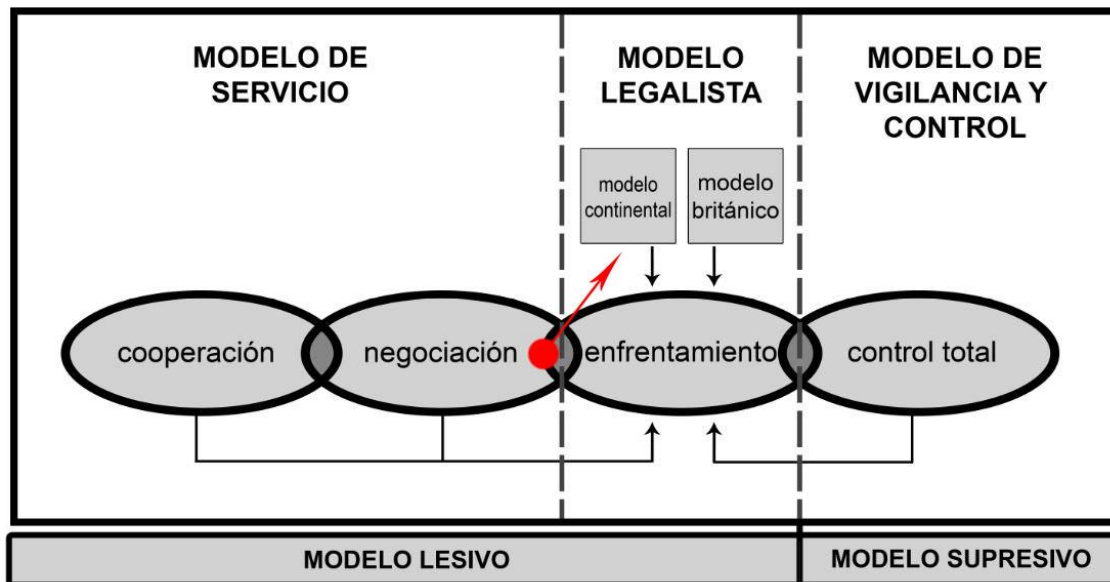 MODELO DE
SERVICIO
MODELO
LEGALISTA
MODELO DE
VIGILANCIA Y
CONTROL
modelo
continental
modelo
británico
cooperación
negociación
enfrentamiento
control total
MODELO LESIVO
MODELO SUPRESIVO